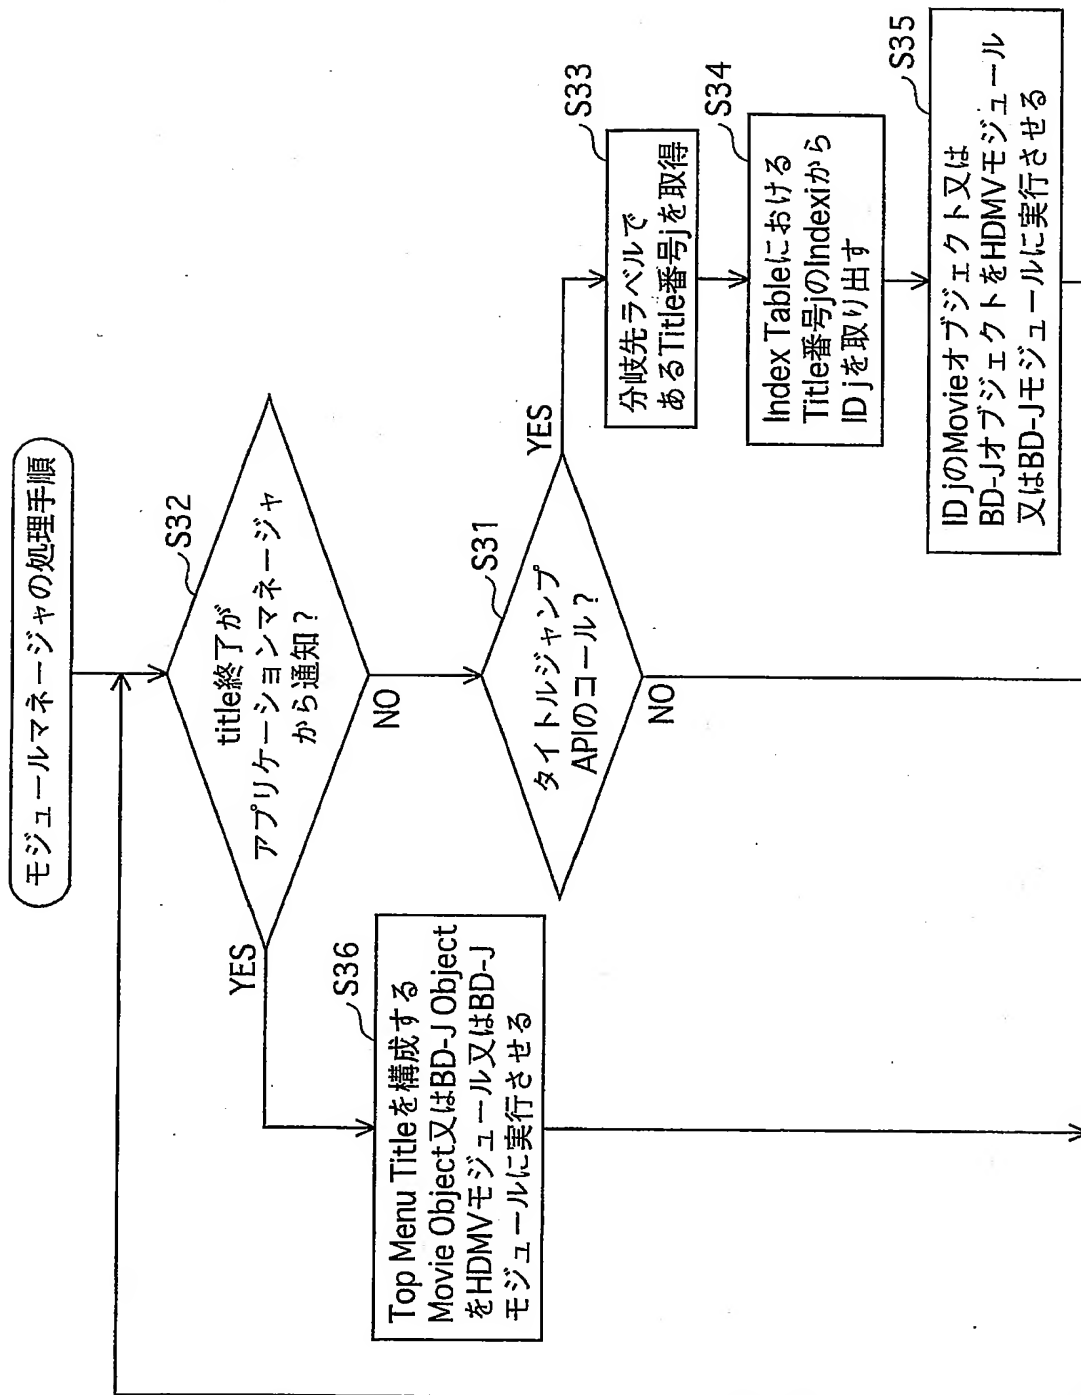 モジュールマネージャの処理手順
S32
title終了が
アプリケーションマネージャ
から通知？
YES
NO
S36
Top Menu Titleを構成する
Movie Object又はBD-J Object
をHDMVモジュール又はBD-J
モジュールに実行させる
S31
タイトルジャンプ
APIのコール？
YES
NO
S33
分岐先ラベルで
あるTitle番号jを取得
S34
Index Tableにおける
Title番号jのIndexiから
ID jを取り出す
S35
ID jのMovieオブジェクト又は
BD-JオブジェクトをHDMVモジュール
又はBD-Jモジュールに実行させる